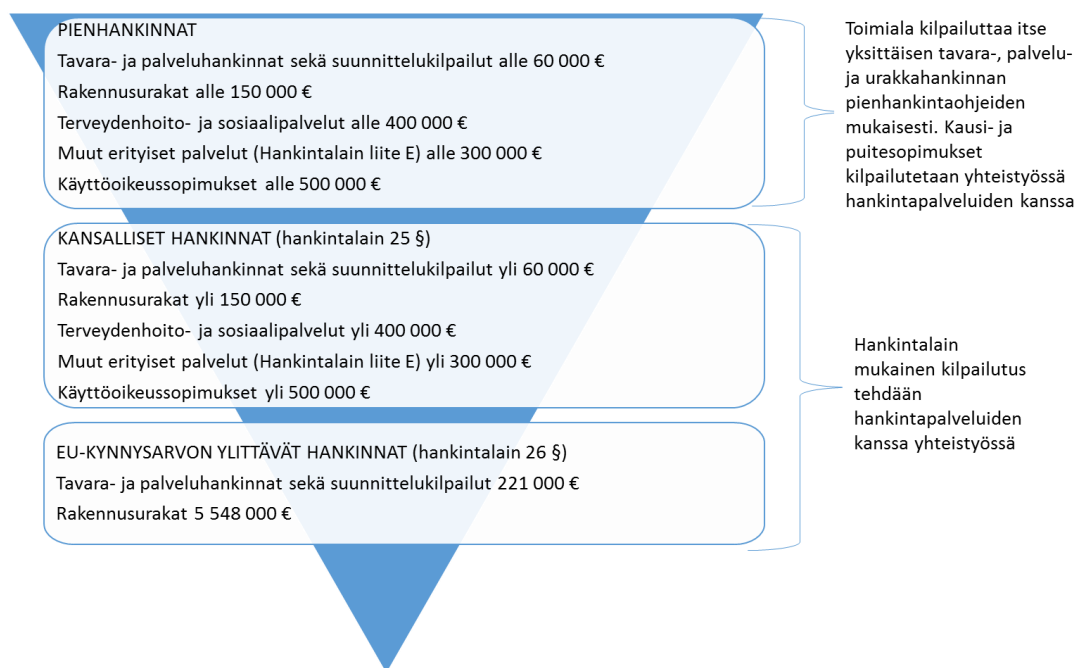 PIENHANKINNAT
Tavara- ja palveluhankinnat sekä suunnittelukilpailut alle 60 000 €
Rakennusurakat alle 150 000 €
Terveydenhoito- ja sosiaalipalvelut alle 400 000 €
Muut erityiset palvelut (Hankintalain liite E) alle 300 000 €
Käyttöoikeussopimukset alle 500 000 €
Toimiala kilpailuttaa itse
yksittäisen tavara-, palvelu-
ja urakkahankinnan
pienhankintaohjeiden
mukaisesti. Kausi- ja
puitesopimukset
kilpailutetaan yhteistyössä
hankintapalveluiden kanssa
KANSALLISET HANKINNAT (hankintalain 25 §)
Tavara- ja palveluhankinnat sekä suunnittelukilpailut yli 60 000 €
Rakennusurakat yli 150 000 €
Terveydenhoito- ja sosiaalipalvelut yli 400 000 €
Muut erityiset palvelut (Hankintalain liite E) yli 300 000 €
Käyttöoikeussopimukset yli 500 000 €
EU-KYNNYSARVON YLITTÄVÄT HANKINNAT (hankintalain 26 §)
Tavara- ja palveluhankinnat sekä suunnittelukilpailut 221 000 €
Rakennusurakat 5 548 000 €
Hankintalain
mukainen kilpailutus
tehdään
hankintapalveluiden
kanssa yhteistyössä